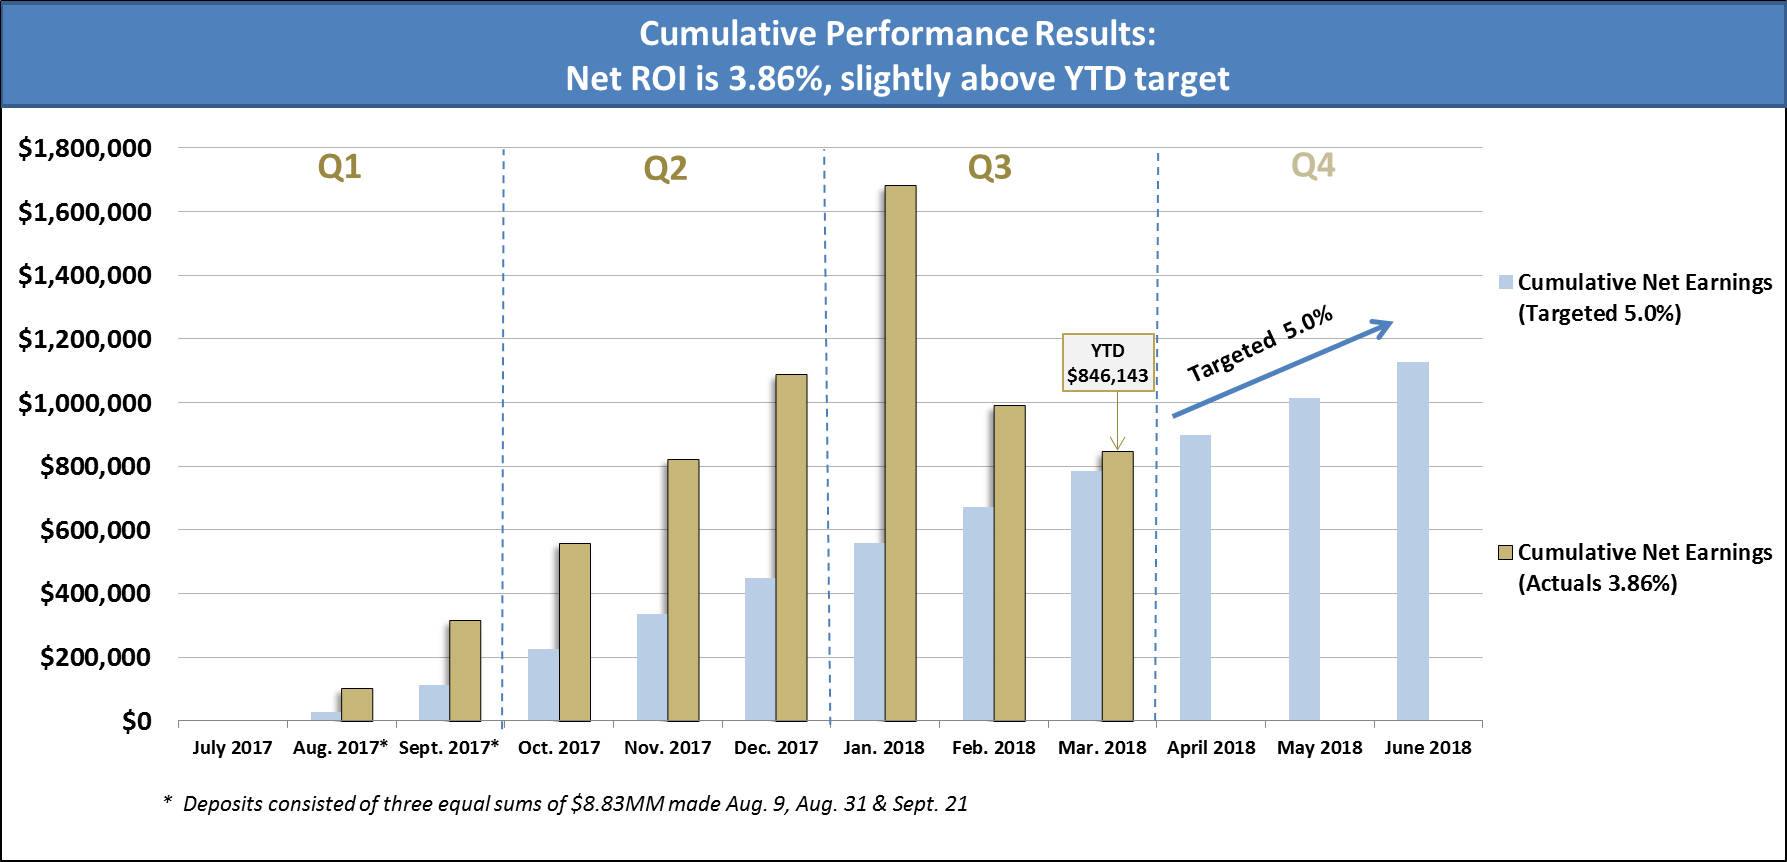 Cumulative Performance Results:
Net ROI is 3.86%, slightly above YTD target
$1,800,000
$1,600,000
$1,400,000
$1,200,000
$1,000,000
$800,000
$600,000
$400,000
$200,000
$0
Q1
Q2
Q3
Q4
YTD
$846,143
Targeted 5.0%
Cumulative Net Earnings
(Targeted 5.0%)
Cumulative Net Earnings
(Actuals 3.86%)
July 2017
Aug. 2017*
Sept. 2017*
Oct. 2017
Nov. 2017
Dec. 2017
Jan. 2018
Feb. 2018
Mar. 2018
April 2018
May 2018
June 2018
* Deposits consisted of three equal sums of $8.83MM made Aug. 9, Aug. 31 & Sept. 21